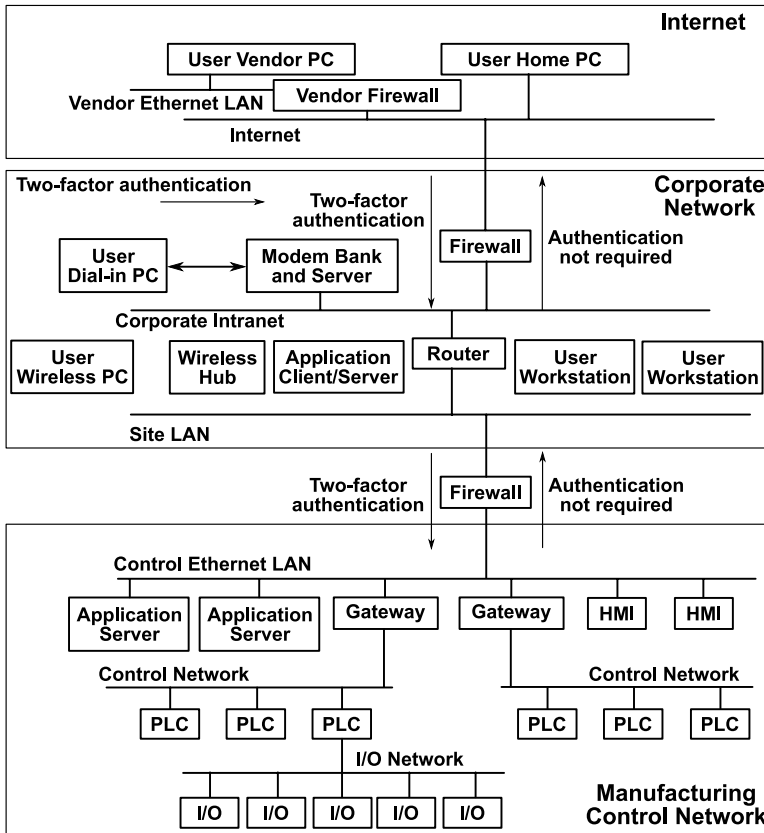 Internet
User Vendor PC
User Home PC
Vendor Firewall
Vendor Ethernet LAN
Internet
Two-factor authentication
Corporate
Network
Two-factor
authentication
Authentication
not required
Firewall
User
Dial-in PC
Modem Bank
and Server
Corporate Intranet
User
Wireless PC
Wireless
Hub
Application
Client/Server
Router
User
Workstation
User
Workstation
Site LAN
Two-factor
authentication
Firewall
Authentication
not required
Control Ethernet LAN
Application
Server
Application
Server
Gateway
Gateway
HMI
HMI
Control Network
Control Network
PLC
PLC
PLC
PLC
PLC
PLC
I/O Network
I/O
I/O
I/O
I/O
I/O
Manufacturing
Control Network